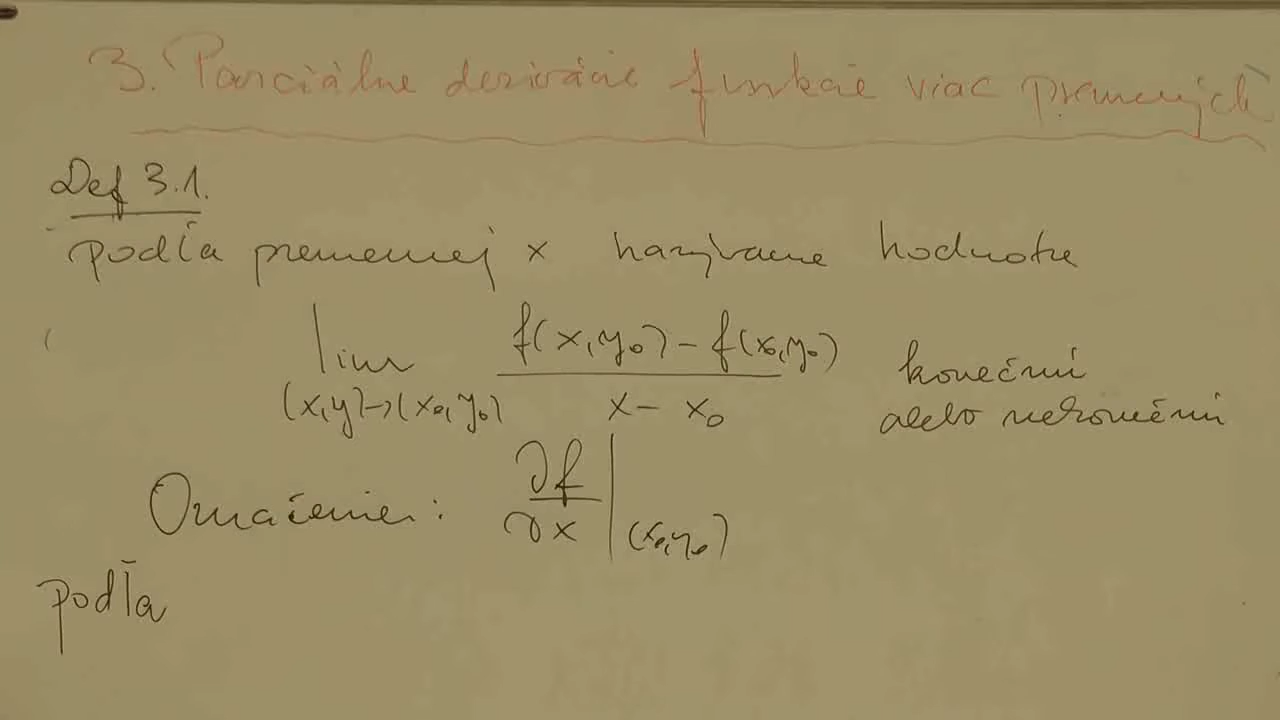 3. Parciálne derivácie funkcie viac premenných
Def 3.1.
podľa premennej x nazývame hodnotu
lim f(x,y₀) - f(x₀,y₀) / x - x₀ konečnú
(x,y)→(x₀,y₀) alebo nekonečnú
Označenie: ∂f/∂x |(x₀,y₀)
podľa